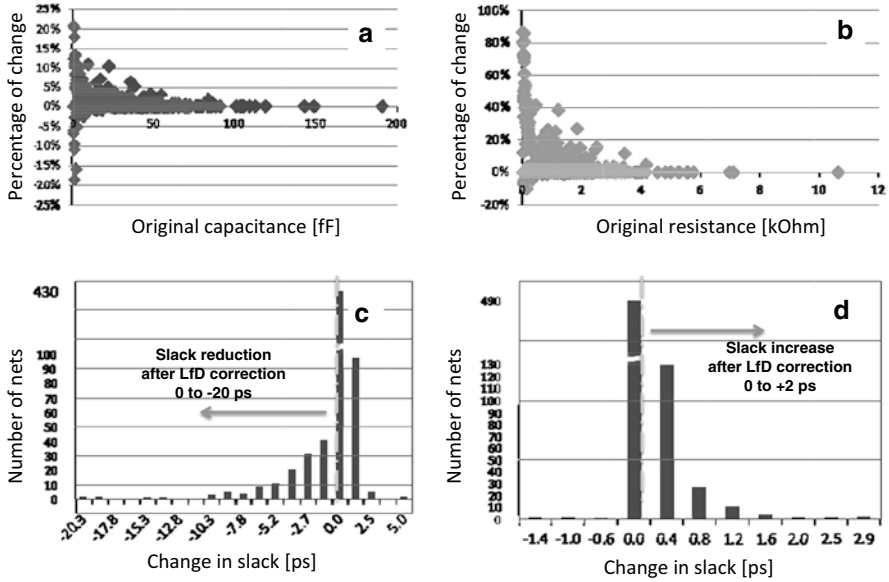 25%
20%
15%
10%
5%
0%
-5%
-10%
-15%
-20%
-25%
0 50 100 150 200
Percentage of change
Original capacitance [fF]
a
100%
80%
60%
40%
20%
0%
-20%
0 2 4 6 8 10 12
Percentage of change
Original resistance [kOhm]
b
430
100
90
80
70
60
50
40
30
20
10
0
-20.3 -17.8 -15.3 -12.8 -10.3 -7.8 -5.2 -2.7 0.0 2.5 5.0
Number of nets
Change in slack [ps]
c
Slack reduction
after LfD correction
0 to -20 ps
490
130
120
110
100
90
80
70
60
50
40
30
20
10
0
-1.4 -1.0 -0.6 0.0 0.4 0.8 1.2 1.6 2.0 2.5 2.9
Number of nets
Change in slack [ps]
d
Slack increase
after LfD correction
0 to +2 ps